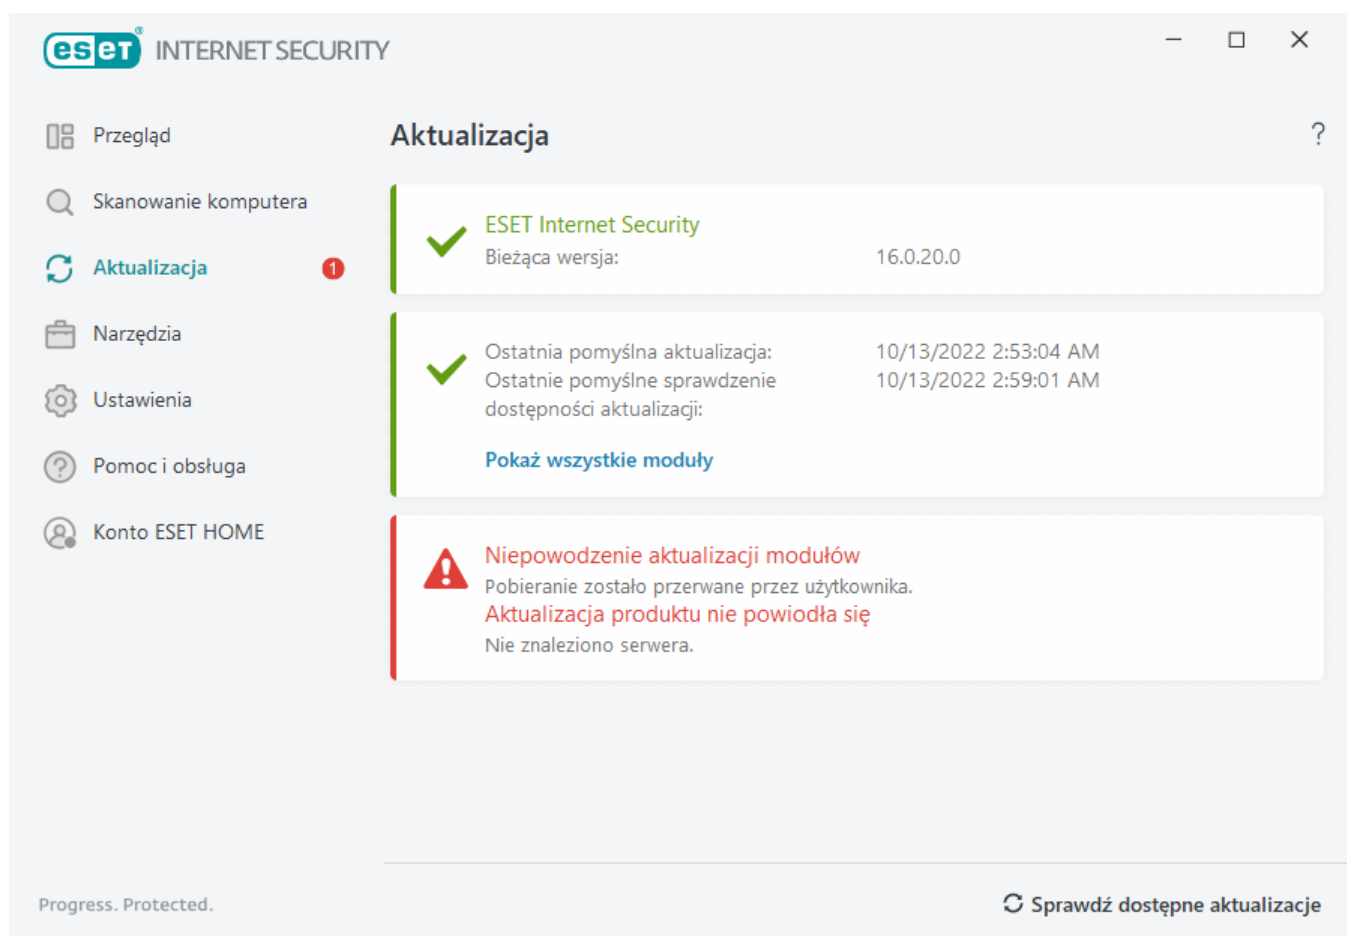 eset® INTERNET SECURITY
Przegląd
Skanowanie komputera
Aktualizacja 1
Narzędzia
Ustawienia
Pomoc i obsługa
Konto ESET HOME
Aktualizacja ?
ESET Internet Security
Bieżąca wersja: 16.0.20.0
Ostatnia pomyślna aktualizacja: 10/13/2022 2:53:04 AM
Ostatnie pomyślne sprawdzenie 10/13/2022 2:59:01 AM
dostępności aktualizacji:
Pokaż wszystkie moduły
Niepowodzenie aktualizacji modułów
Pobieranie zostało przerwane przez użytkownika.
Aktualizacja produktu nie powiodła się
Nie znaleziono serwera.
Progress. Protected.
Sprawdź dostępne aktualizacje